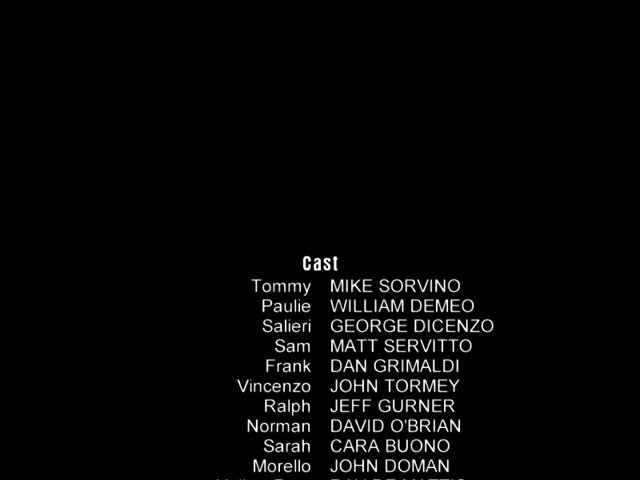 Cast
Tommy MIKE SORVINO
Paulie WILLIAM DEMEO
Salieri GEORGE DICENZO
Sam MATT SERVITTO
Frank DAN GRIMALDI
Vincenzo JOHN TORMEY
Ralph JEFF GURNER
Norman DAVID O'BRIAN
Sarah CARA BUONO
Morello JOHN DOMAN